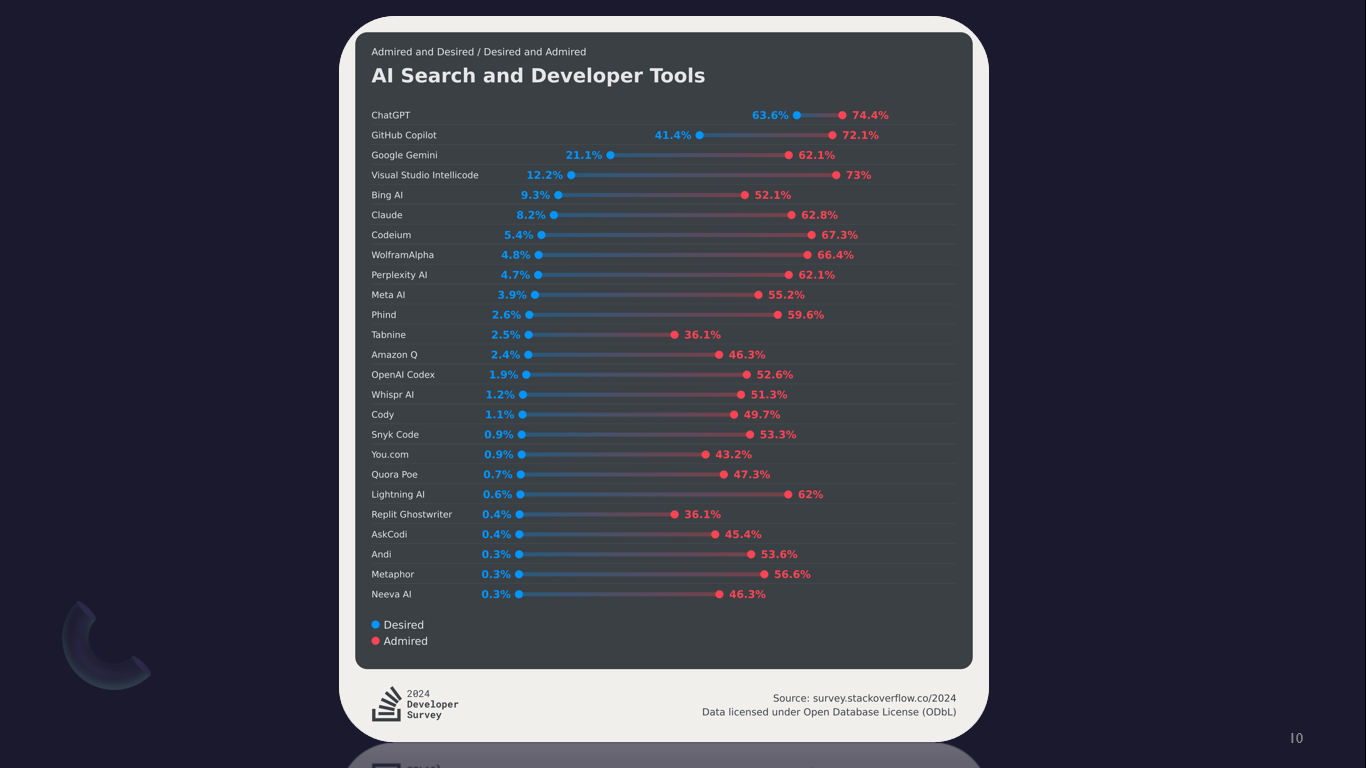 Admired and Desired / Desired and Admired
AI Search and Developer Tools
ChatGPT 63.6% 74.4%
GitHub Copilot 41.4% 72.1%
Google Gemini 21.1% 62.1%
Visual Studio Intellicode 12.2% 73%
Bing AI 9.3% 52.1%
Claude 8.2% 62.8%
Codeium 5.4% 67.3%
WolframAlpha 4.8% 66.4%
Perplexity AI 4.7% 62.1%
Meta AI 3.9% 55.2%
Phind 2.6% 59.6%
Tabnine 2.5% 36.1%
Amazon Q 2.4% 46.3%
OpenAI Codex 1.9% 52.6%
Whispr AI 1.2% 51.3%
Cody 1.1% 49.7%
Snyk Code 0.9% 53.3%
You.com 0.9% 43.2%
Quora Poe 0.7% 47.3%
Lightning AI 0.6% 62%
Replit Ghostwriter 0.4% 36.1%
AskCodi 0.4% 45.4%
Andi 0.3% 53.6%
Metaphor 0.3% 56.6%
Neeva AI 0.3% 46.3%
Desired
Admired
2024
Developer
Survey
Source: survey.stackoverflow.co/2024
Data licensed under Open Database License (ODbL)
10